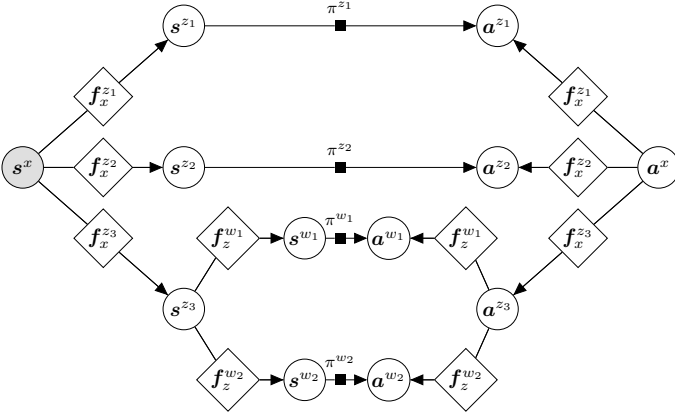 π^{z_1}
s^{z_1} a^{z_1}
f_x^{z_1} f_x^{z_1}
π^{z_2}
s^x f_x^{z_2} s^{z_2} a^{z_2} f_x^{z_2} a^x
π^{w_1}
f_x^{z_3} f_z^{w_1} s^{w_1} a^{w_1} f_z^{w_1} f_x^{z_3}
s^{z_3} a^{z_3}
π^{w_2}
f_z^{w_2} s^{w_2} a^{w_2} f_z^{w_2}